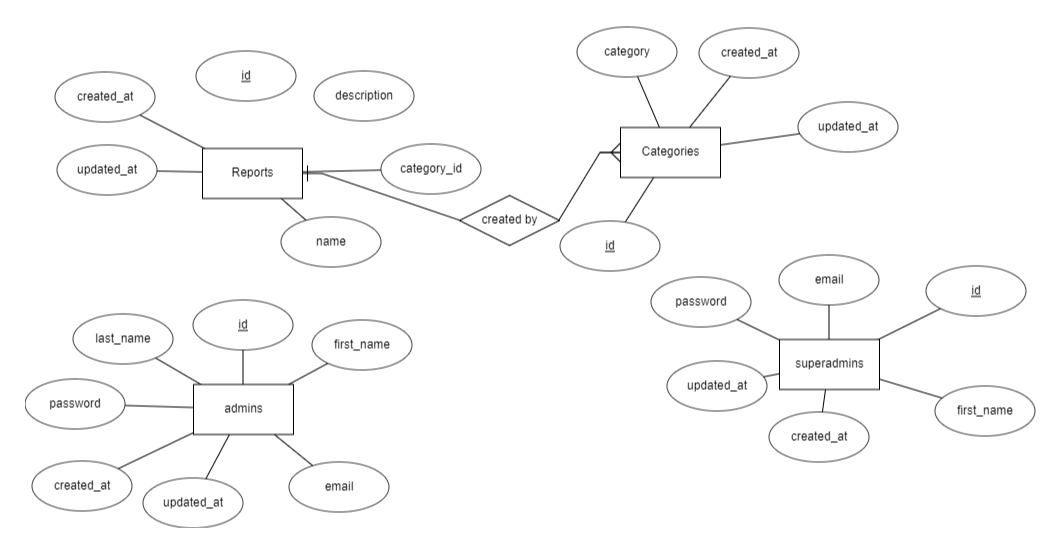 id
created_at
description
updated_at
Reports
category_id
name
created by
category
created_at
updated_at
Categories
id
last_name
id
first_name
password
admins
created_at
updated_at
email
password
email
id
superadmins
updated_at
first_name
created_at